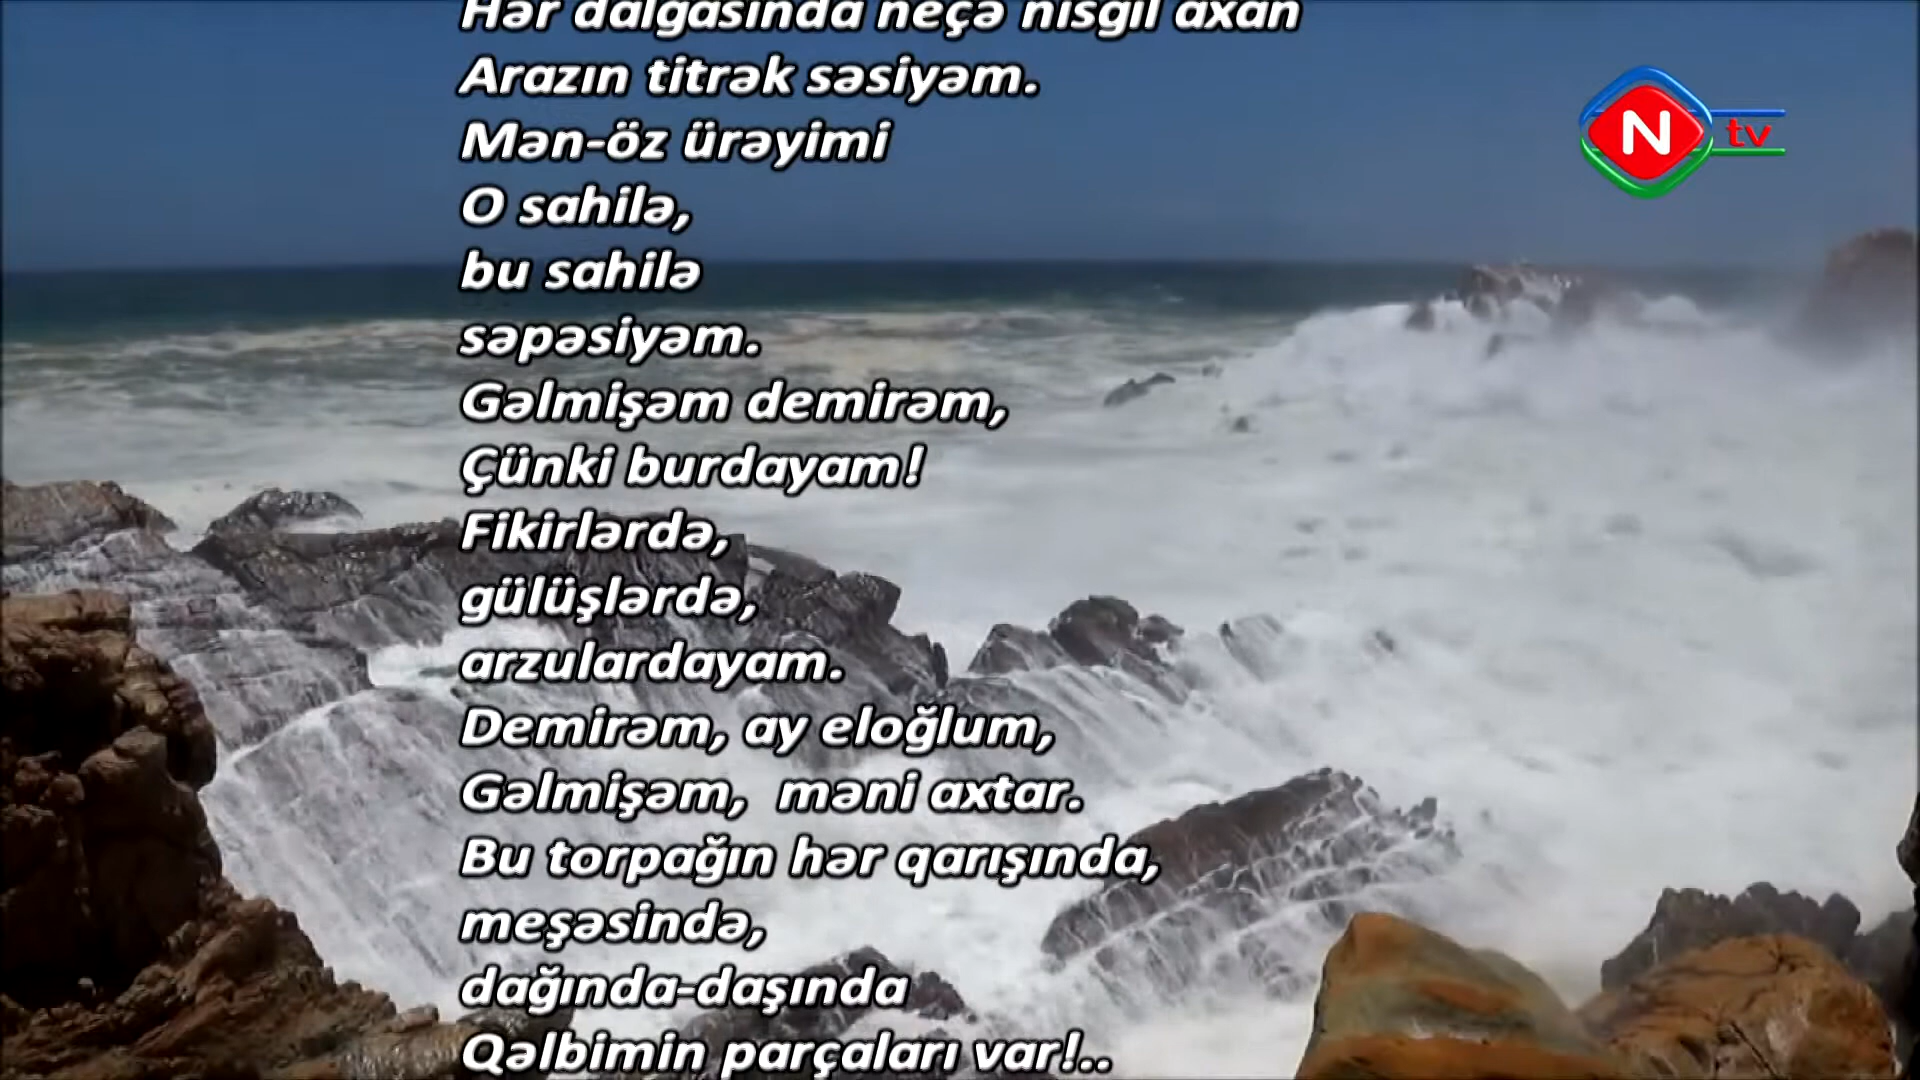 Hər dalğasında neçə nisgil axan
Arazın titrək səsiyəm.
Mən-öz ürəyimi
O sahilə,
bu sahilə
səpəsiyəm.
Gəlmişəm demirəm,
Çünki burdayam!
Fikirlərdə,
gülüşlərdə,
arzulardayam.
Demirəm, ay eloğlum,
Gəlmişəm,  məni axtar.
Bu torpağın hər qarışında,
meşəsində,
dağında-daşında
Qəlbimin parçaları var!..
N tv